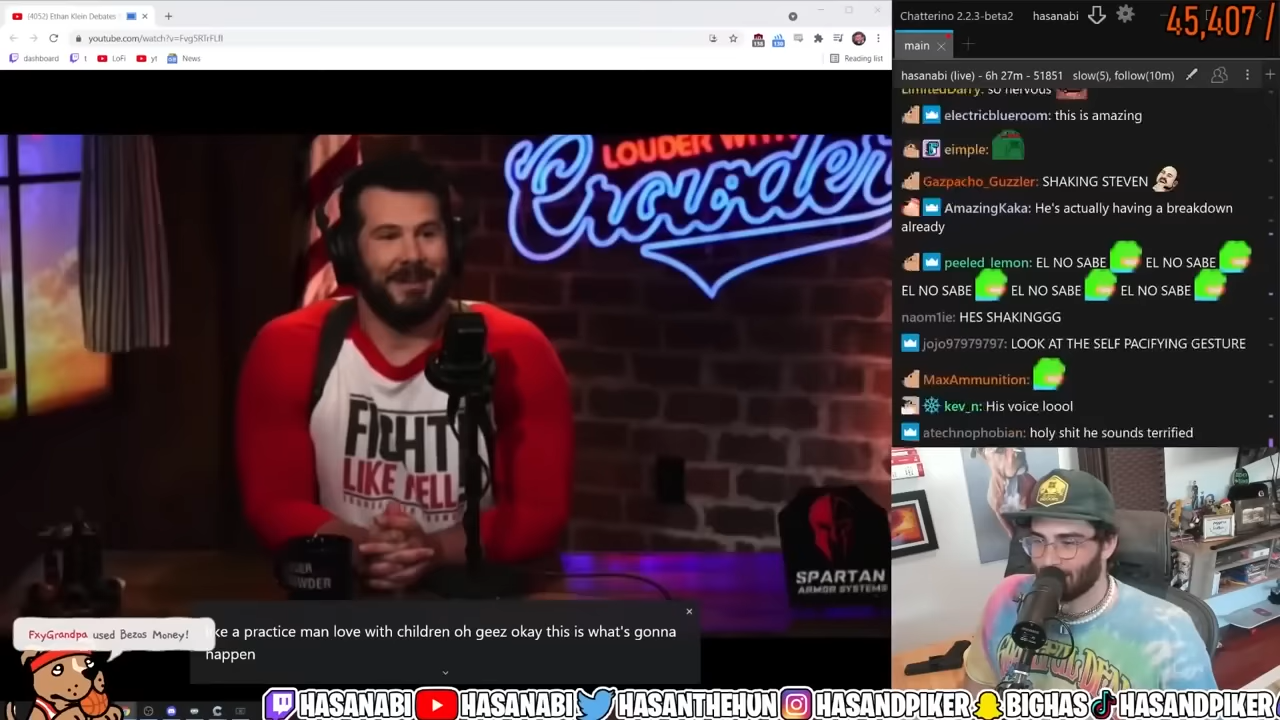 (4052) Ethan Klein Debates
youtube.com/watch?v=Fvg5RTrFLfI
dashboard
t
LoFi
yt
News
Reading list
Chatterino 2.2.3-beta2
hasanabi
45,407 /
main
hasanabi (live) - 6h 27m - 51851
slow(5), follow(10m)
LimitedDarry: so nervous
electricblueroom: this is amazing
eimple:
Gazpacho_Guzzler: SHAKING STEVEN
AmazingKaka: He's actually having a breakdown
already
peeled_lemon: EL NO SABE EL NO SABE
EL NO SABE EL NO SABE EL NO SABE
naom1ie: HES SHAKINGGG
jojo97979797: LOOK AT THE SELF PACIFYING GESTURE
MaxAmmunition:
kev_n: His voice loool
atechnophobian: holy shit he sounds terrified
LOUDER WITH
Crowder
FIGHT
LIKE HELL
SPARTAN
ARMOR SYSTEMS
FxyGrandpa used Bezos Money!
like a practice man love with children oh geez okay this is what's gonna
happen
HASANABI
HASANABI
HASANTHEHUN
HASANDPIKER
BIGHAS
HASANDPIKER